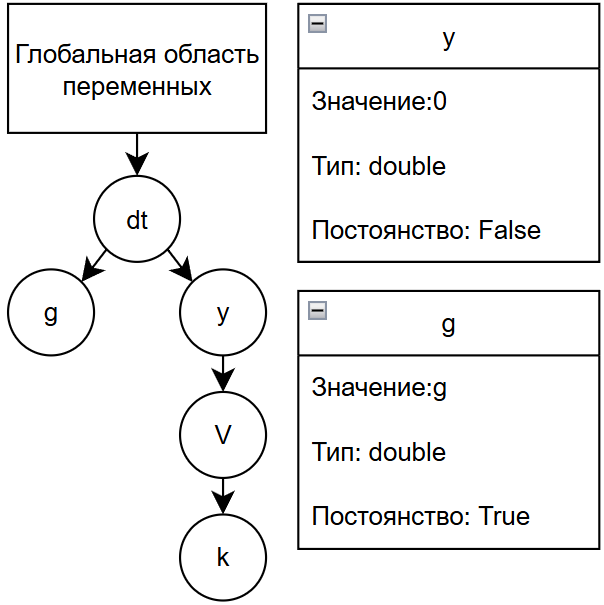 Глобальная область
переменных
dt
g
y
V
k
y
Значение:0
Тип: double
Постоянство: False
g
Значение:g
Тип: double
Постоянство: True